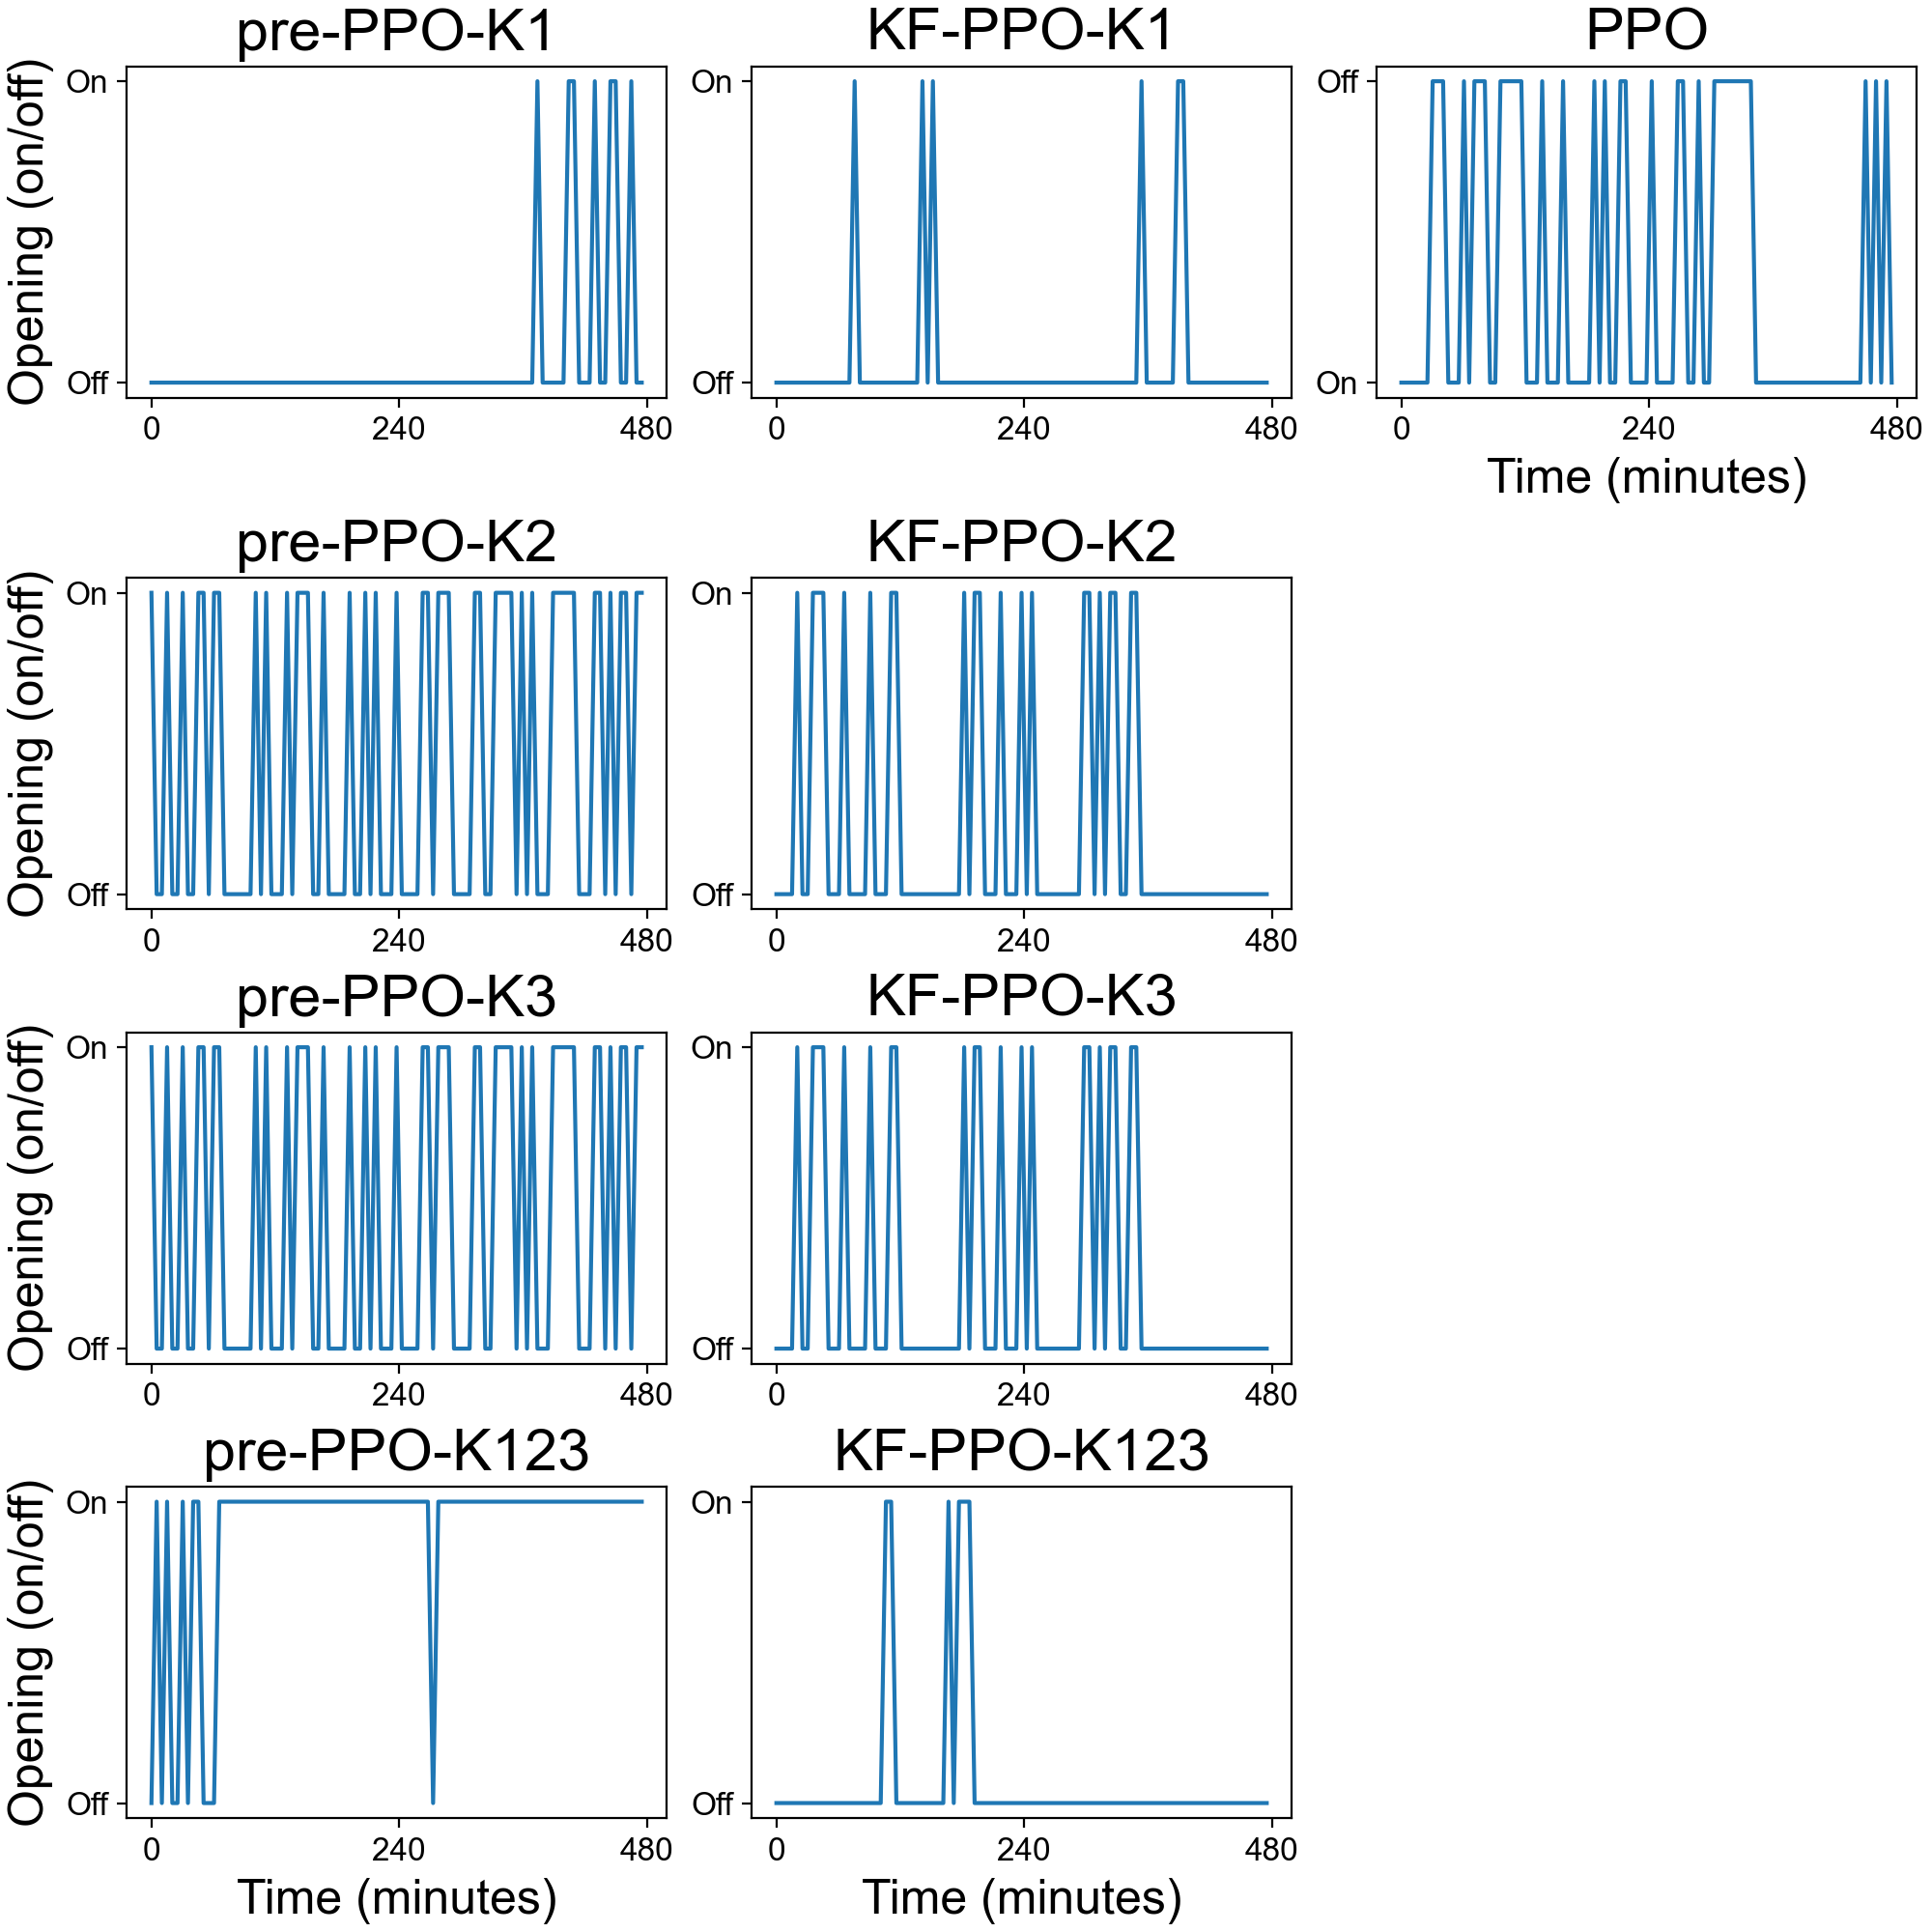 pre-PPO-K1
KF-PPO-K1
PPO
Opening (on/off)
On
Off
0
240
480
On
Off
0
240
480
Off
On
0
240
480
Time (minutes)
pre-PPO-K2
KF-PPO-K2
Opening (on/off)
On
Off
0
240
480
On
Off
0
240
480
pre-PPO-K3
KF-PPO-K3
Opening (on/off)
On
Off
0
240
480
On
Off
0
240
480
pre-PPO-K123
KF-PPO-K123
Opening (on/off)
On
Off
0
240
480
Time (minutes)
On
Off
0
240
480
Time (minutes)